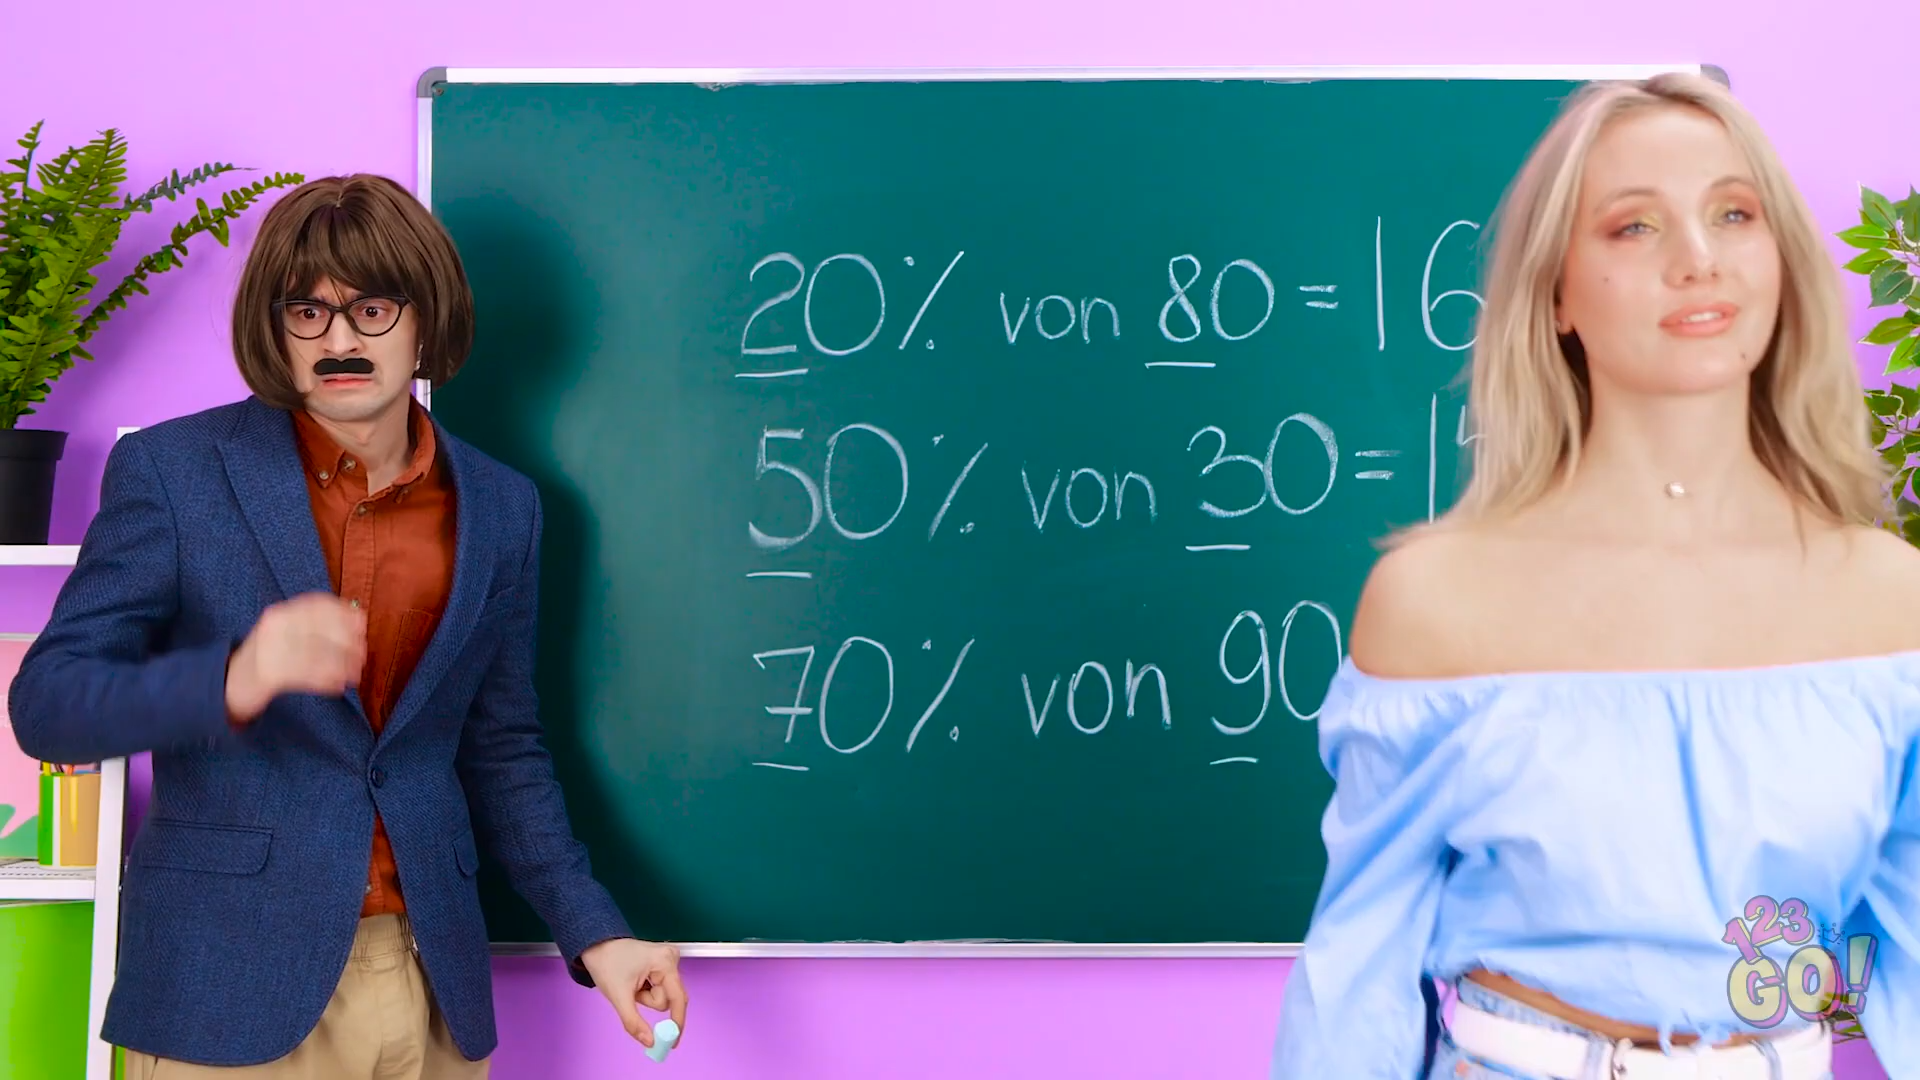 20% von 80 = 16
50% von 30 = 1
70% von 90
123 GO!